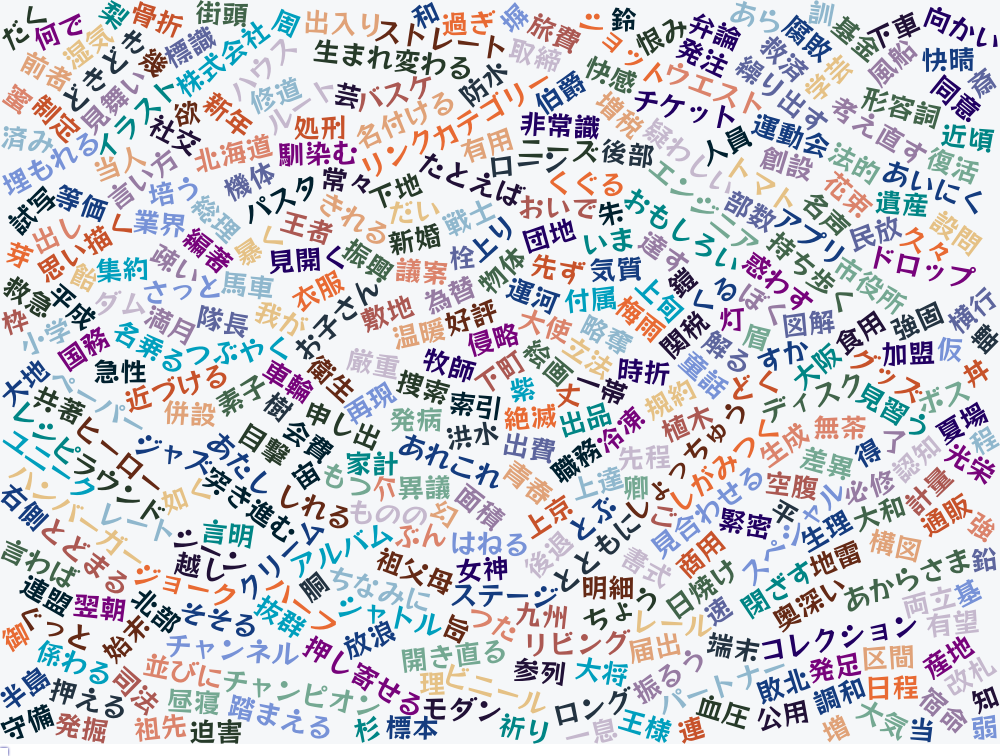 だく
何で
梨
骨折
街頭
周
出入り
和
過ぎ
塀
旅費
ジョット
鈴
恨み
弁論
あら
訓
基金
下車
向かい
湿気
や
幾
標識
株式会社
ストレート
生まれ変わる
取締
快感
発注
救済
腐敗
学芸
風船
快晴
斎
前者
どきどき
見舞い
イラスト
ハウス
修道
ルート
芸
バスケ
防水
伯爵
ウエスト
チケット
繰り出す
考え直す
形容詞
同意
制定
社交
欲
新年
処刑
名付ける
リンクカテゴリー
増税
非常識
疑わしい
人員
運動会
近頃
済み
埋もれる
当人
言い方
北海道
馴染む
有用
ロニンニーズ
後部
創設
法的
復活
あいにく
試写
等価
培う
総理
機体
パスタ
常々
下地
たとえば
くぐる
エンジニア
トマト
部数
名声
花束
遺産
設問
芽
出し
思い描く
業界
編著
暴く
王者
きれる
だい
新婚
戦士
おいで
朱
おもしろい
アプリ
民放
久々
ドロップ
飴
集約
疎い
さっと
馬車
見開く
振興
議案
栓
上り
団地
いま
達す
惑わす
持ち歩く
市役所
救急
平成
ダム
満月
隊長
衣服
お子さん
敷地
為替
物体
先ず
気質
上旬
鎧
くる
ぼく
枠
小学
国務
名乗る
つぶやく
我が
温暖
好評
運河
付属
梅雨
関税
灯
眉
図解
食用
強固
横行
急性
厳重
牧師
侵略
大使
略奪
立法
時折
解る
すか
大阪
グッズ
加盟
仮
大地
ペーパー
近づける
車輪
衛生
再現
捜索
下町
絵画
紫
丈
一帯
童話
どく
ディスク
見習う
ボス
丼
共著
ヒーロー
併設
素子
樹
申し出
発病
索引
絶滅
出品
規約
植木
無茶
夏場
レシピ
ユニーク
ラウンド
ジャズ
あたし
目撃
会費
宙
家計
あれこれ
洪水
出費
職務
冷凍
先程
よっちゅう
しがみつく
生成
差異
得
了
認知
程
光栄
ハンバーガー
如く
突き進む
しれる
もつ
介
異議
面積
青春
上達
卿
見合わせる
空腹
必修
計量
右側
レート
言明
ものの
幻
上京
とぶ
緊密
平
大和
通販
強
言わば
とどまる
シーン
越し
クリーム
アルバム
ぶん
はねる
後退
ともにし
書式
商用
スペシャル
生理
構図
連盟
翌朝
ジョーク
胴
ハーフ
祖父母
女神
ステージ
と
明細
日焼け
閉ざす
地雷
あからさま
鉛
御
ぐっと
始末
北部
そそる
抜群
ちなみに
シャトル
旨
つた
九州
ちょう
レール
速
奥深い
両立
基
有望
係わる
チャンネル
放浪
開き直る
リビング
届出
端末
コレクション
半島
押える
司法
並びに
昼寝
チャンピオン
押し寄せる
理
ビニール
参列
大将
振るう
パートナー
敗北
発足
区間
産地
改札
守備
発掘
祖先
迫害
踏まえる
杉
標本
モダン
祈り
ロング
一息
王様
連
血圧
公用
調和
日程
増
大気
当
宿命
知
弱